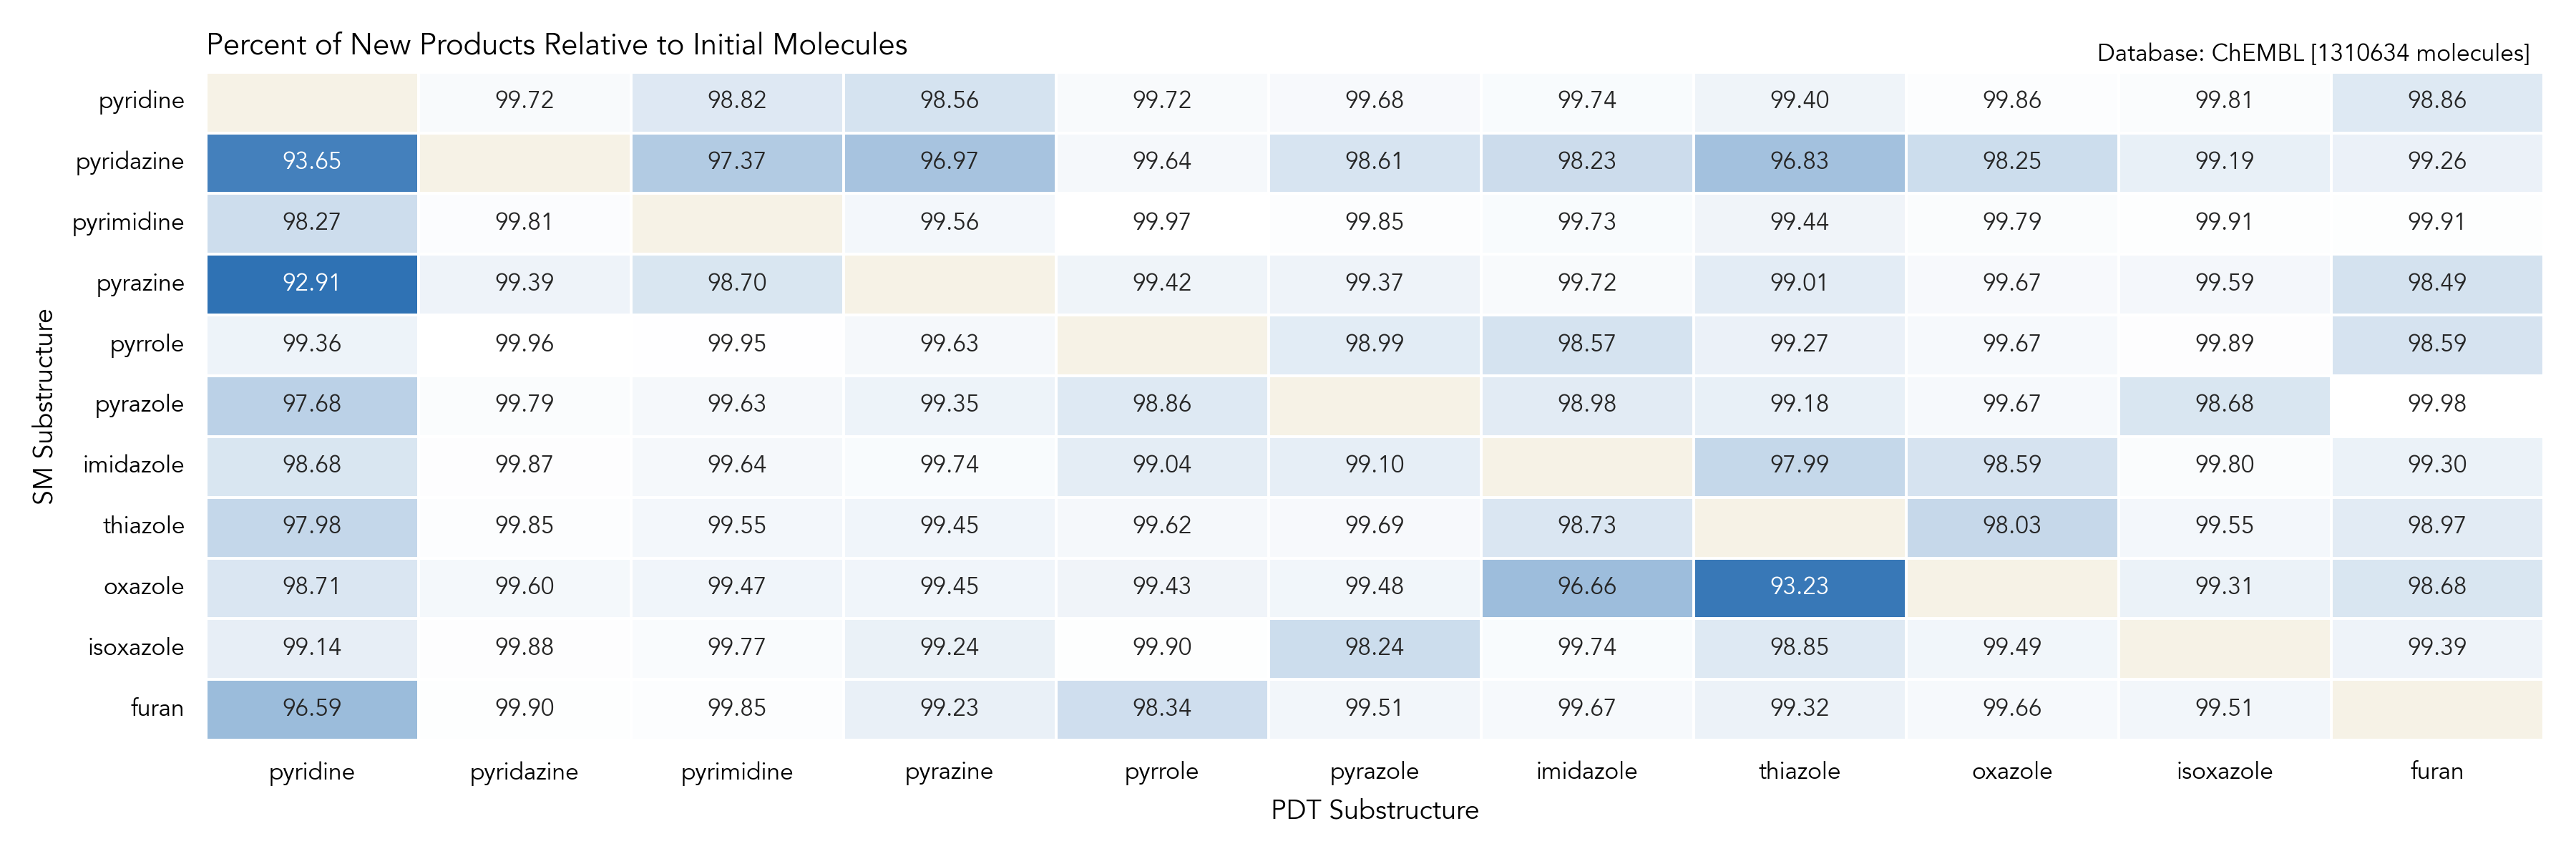 Percent of New Products Relative to Initial Molecules
Database: ChEMBL [1310634 molecules]
pyridine 99.72 98.82 98.56 99.72 99.68 99.74 99.40 99.86 99.81 98.86
pyridazine 93.65 97.37 96.97 99.64 98.61 98.23 96.83 98.25 99.19 99.26
pyrimidine 98.27 99.81 99.56 99.97 99.85 99.73 99.44 99.79 99.91 99.91
pyrazine 92.91 99.39 98.70 99.42 99.37 99.72 99.01 99.67 99.59 98.49
pyrrole 99.36 99.96 99.95 99.63 98.99 98.57 99.27 99.67 99.89 98.59
pyrazole 97.68 99.79 99.63 99.35 98.86 98.98 99.18 99.67 98.68 99.98
imidazole 98.68 99.87 99.64 99.74 99.04 99.10 97.99 98.59 99.80 99.30
thiazole 97.98 99.85 99.55 99.45 99.62 99.69 98.73 98.03 99.55 98.97
oxazole 98.71 99.60 99.47 99.45 99.43 99.48 96.66 93.23 99.31 98.68
isoxazole 99.14 99.88 99.77 99.24 99.90 98.24 99.74 98.85 99.49 99.39
furan 96.59 99.90 99.85 99.23 98.34 99.51 99.67 99.32 99.66 99.51
SM Substructure
pyridine pyridazine pyrimidine pyrazine pyrrole pyrazole imidazole thiazole oxazole isoxazole furan
PDT Substructure